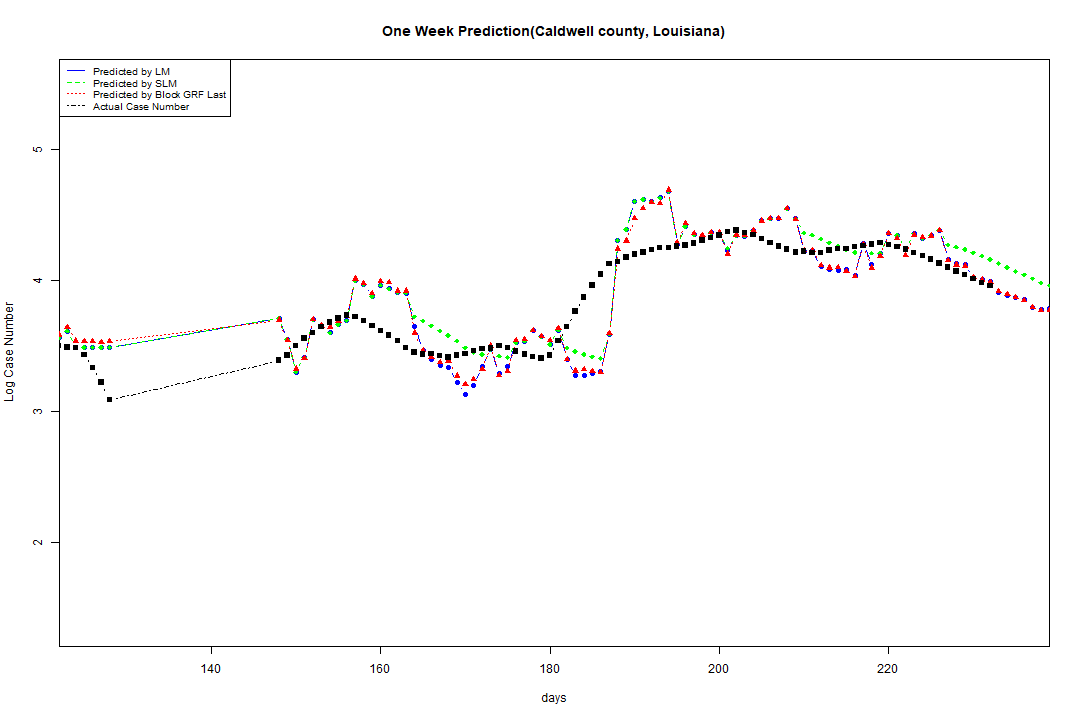 One Week Prediction(Caldwell county, Louisiana)
Predicted by LM
Predicted by SLM
Predicted by Block GRF Last
Actual Case Number
5
4
3
2
Log Case Number
140 160 180 200 220
days